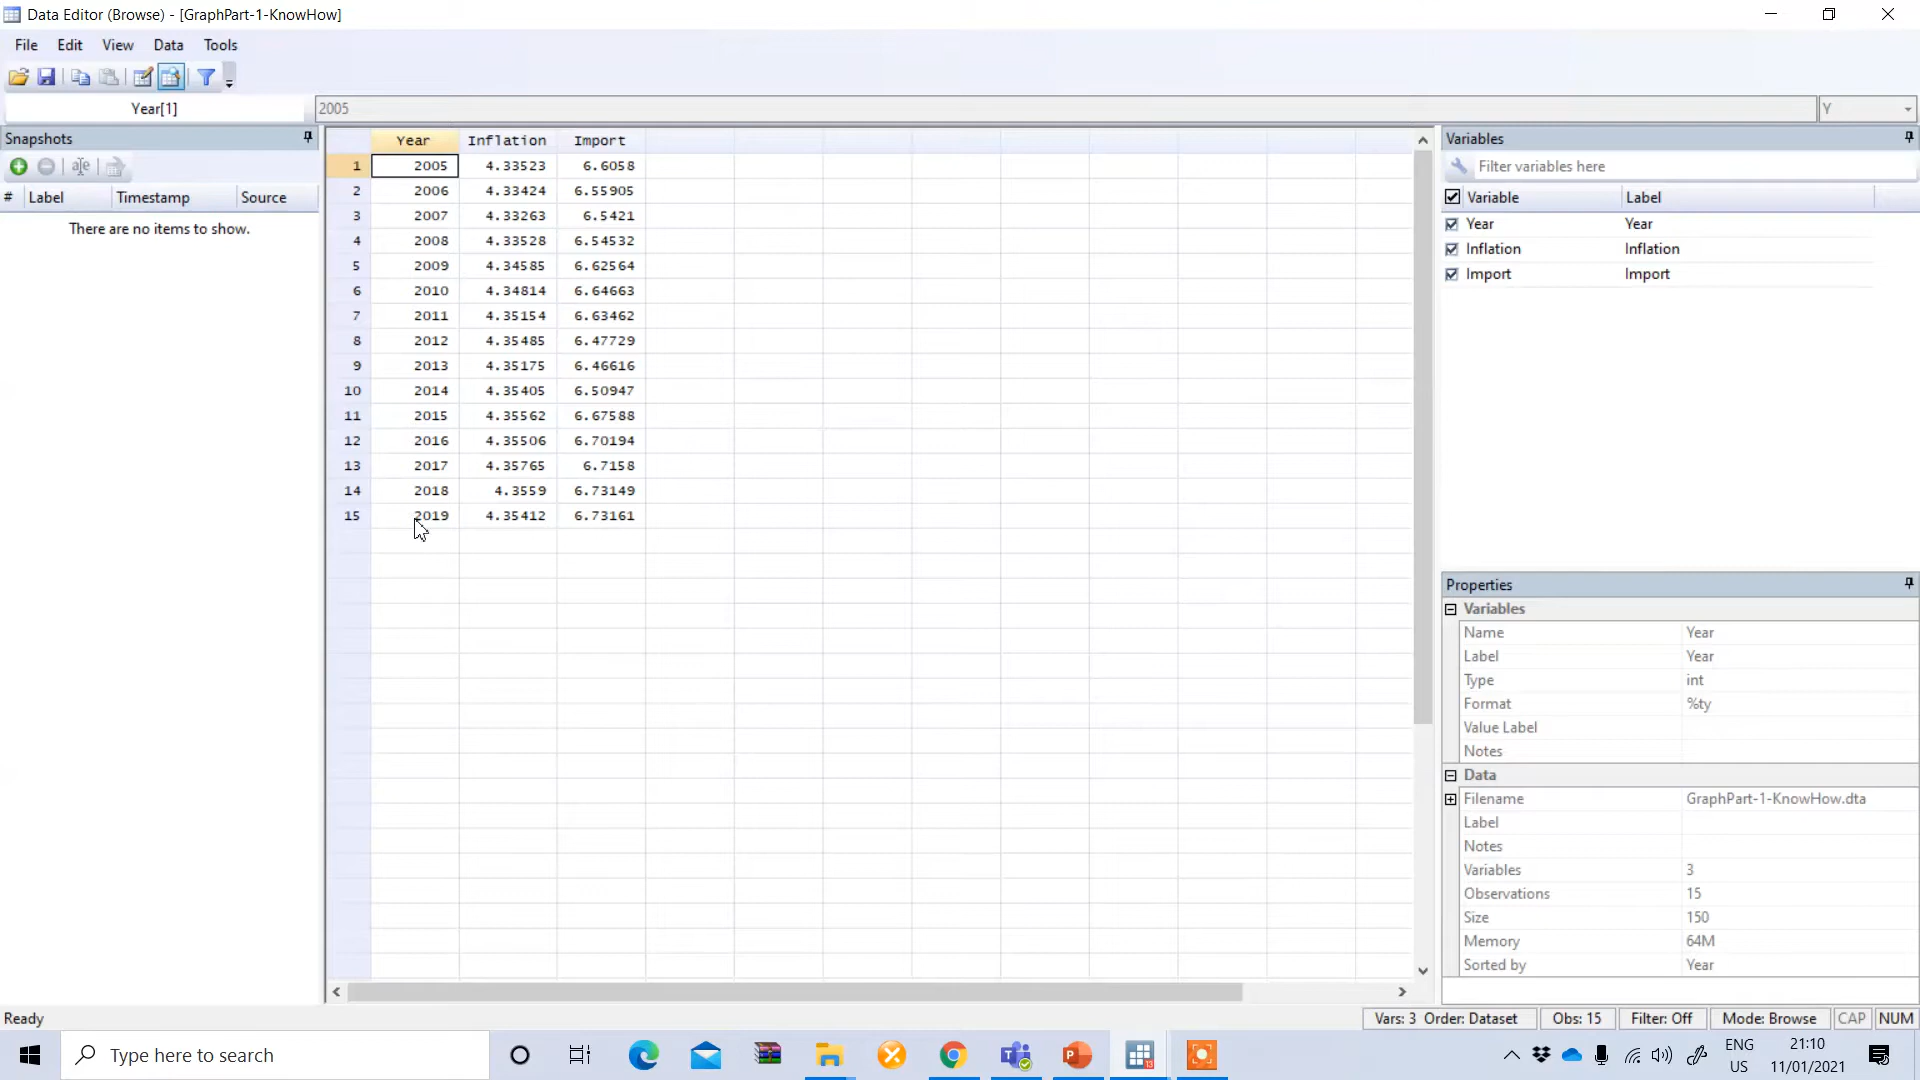 Data Editor (Browse) - [GraphPart-1-KnowHow]
File Edit View Data Tools
Year[1] 2005 Y
Snapshots
# Label Timestamp Source
There are no items to show.
Year Inflation Import
1 2005 4.33523 6.6058
2 2006 4.33424 6.55905
3 2007 4.33263 6.5421
4 2008 4.33528 6.54532
5 2009 4.34585 6.62564
6 2010 4.34814 6.64663
7 2011 4.35154 6.63462
8 2012 4.35485 6.47729
9 2013 4.35175 6.46616
10 2014 4.35405 6.50947
11 2015 4.35562 6.67588
12 2016 4.35506 6.70194
13 2017 4.35765 6.7158
14 2018 4.3559 6.73149
15 2019 4.35412 6.73161
Variables
Filter variables here
Variable Label
Year Year
Inflation Inflation
Import Import
Properties
Variables
Name Year
Label Year
Type int
Format %ty
Value Label
Notes
Data
Filename GraphPart-1-KnowHow.dta
Label
Notes
Variables 3
Observations 15
Size 150
Memory 64M
Sorted by Year
Ready Vars: 3 Order: Dataset Obs: 15 Filter: Off Mode: Browse CAP NUM
Type here to search
ENG 21:10
US 11/01/2021